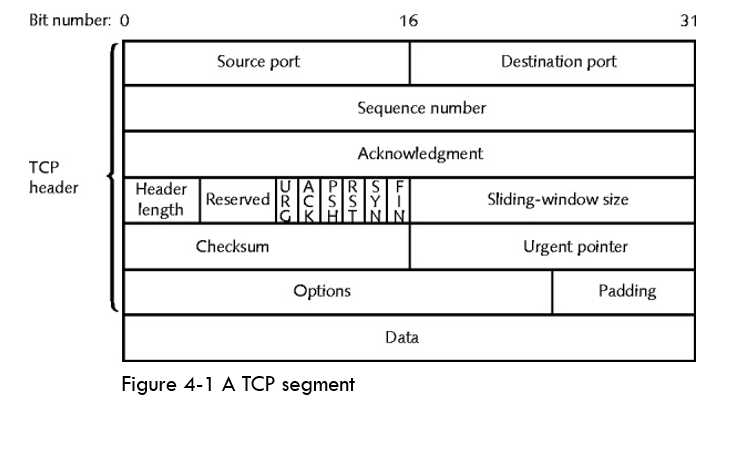 Bit number: 0 16 31
Source port Destination port
Sequence number
Acknowledgment
TCP
header
Header
length
Reserved
URG
ACK
PSH
RST
SYN
FIN
Sliding-window size
Checksum Urgent pointer
Options Padding
Data
Figure 4-1 A TCP segment